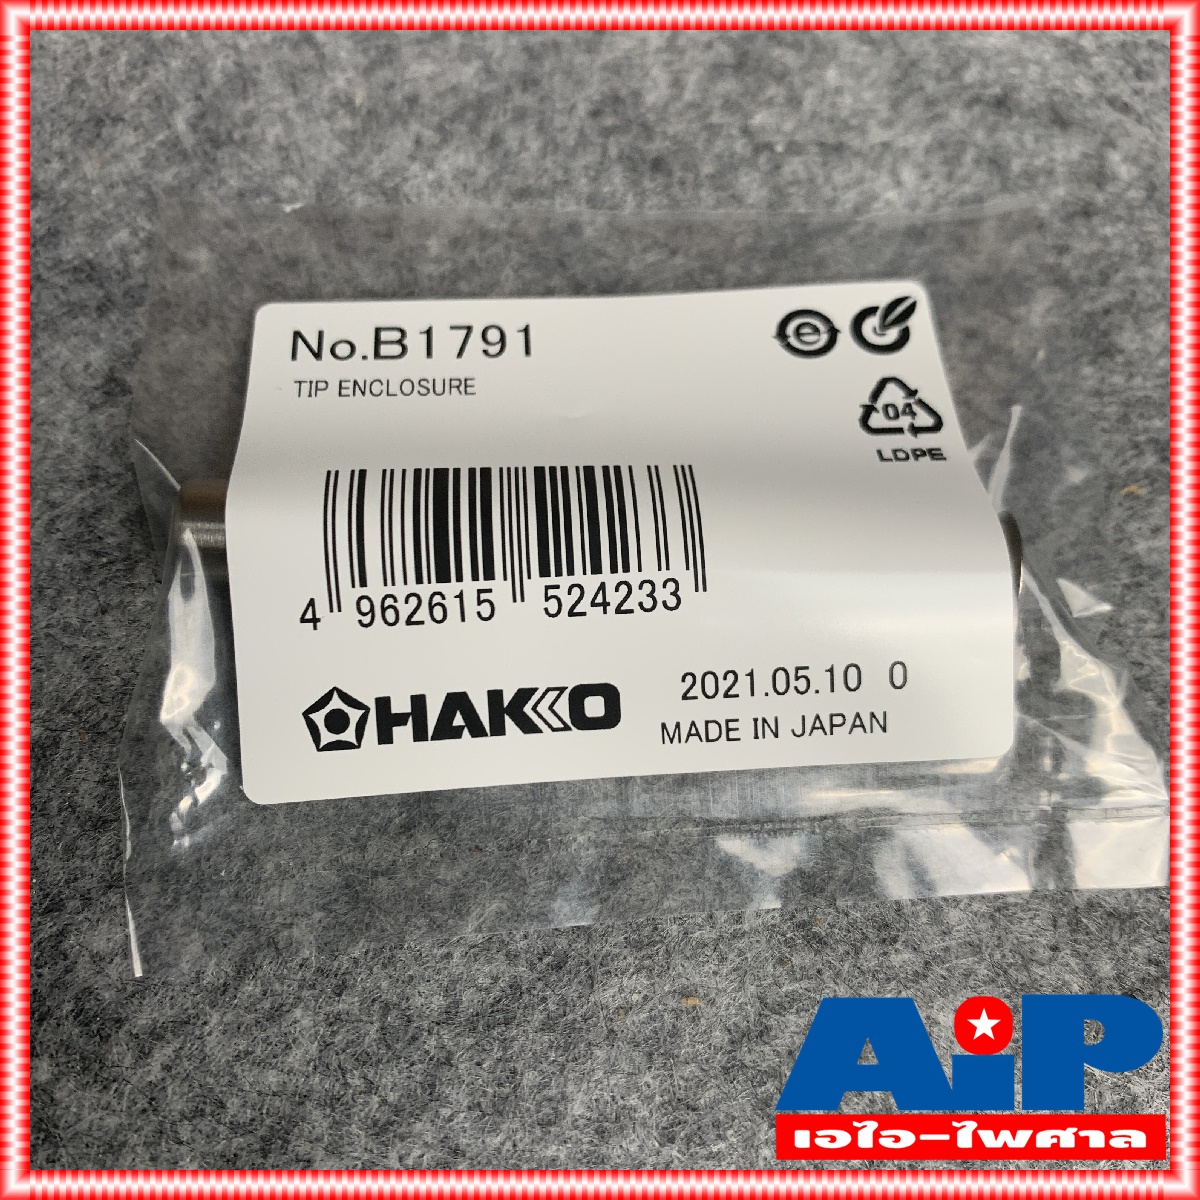 No.B1791
TIP ENCLOSURE
e
04
LDPE
4 962615 524233
HAKKO
2021.05.10 0
MADE IN JAPAN
AiP
เอไอ-ไพศาล